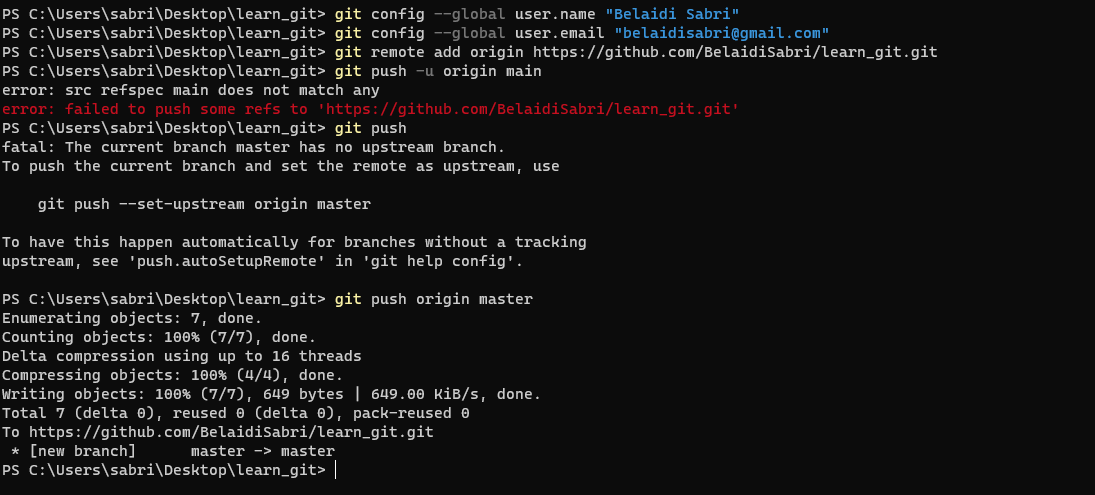 PS C:\Users\sabri\Desktop\learn_git> git config --global user.name "Belaidi Sabri"
PS C:\Users\sabri\Desktop\learn_git> git config --global user.email "belaidisabri@gmail.com"
PS C:\Users\sabri\Desktop\learn_git> git remote add origin https://github.com/BelaidiSabri/learn_git.git
PS C:\Users\sabri\Desktop\learn_git> git push -u origin main
error: src refspec main does not match any
error: failed to push some refs to 'https://github.com/BelaidiSabri/learn_git.git'
PS C:\Users\sabri\Desktop\learn_git> git push
fatal: The current branch master has no upstream branch.
To push the current branch and set the remote as upstream, use

    git push --set-upstream origin master

To have this happen automatically for branches without a tracking
upstream, see 'push.autoSetupRemote' in 'git help config'.

PS C:\Users\sabri\Desktop\learn_git> git push origin master
Enumerating objects: 7, done.
Counting objects: 100% (7/7), done.
Delta compression using up to 16 threads
Compressing objects: 100% (4/4), done.
Writing objects: 100% (7/7), 649 bytes | 649.00 KiB/s, done.
Total 7 (delta 0), reused 0 (delta 0), pack-reused 0
To https://github.com/BelaidiSabri/learn_git.git
 * [new branch]      master -> master
PS C:\Users\sabri\Desktop\learn_git>